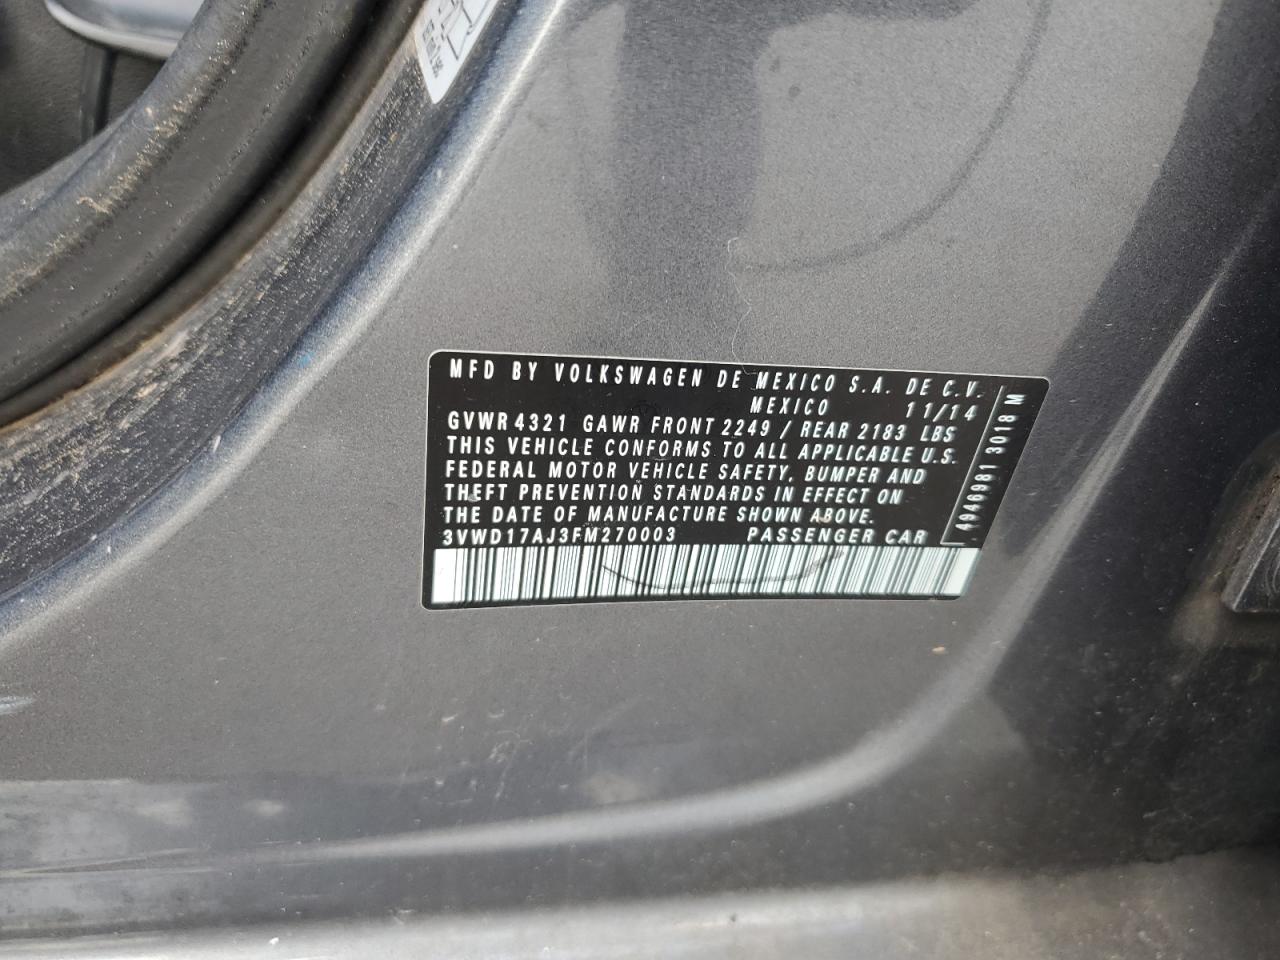 MFD BY VOLKSWAGEN DE MEXICO S.A. DE C.V.
MEXICO 11/14
GVWR 4321 GAWR FRONT 2249 / REAR 2183 LBS
THIS VEHICLE CONFORMS TO ALL APPLICABLE U.S.
FEDERAL MOTOR VEHICLE SAFETY, BUMPER AND
THEFT PREVENTION STANDARDS IN EFFECT ON
THE DATE OF MANUFACTURE SHOWN ABOVE.
3VWD17AJ3FM270003 PASSENGER CAR
4946981 3018 M